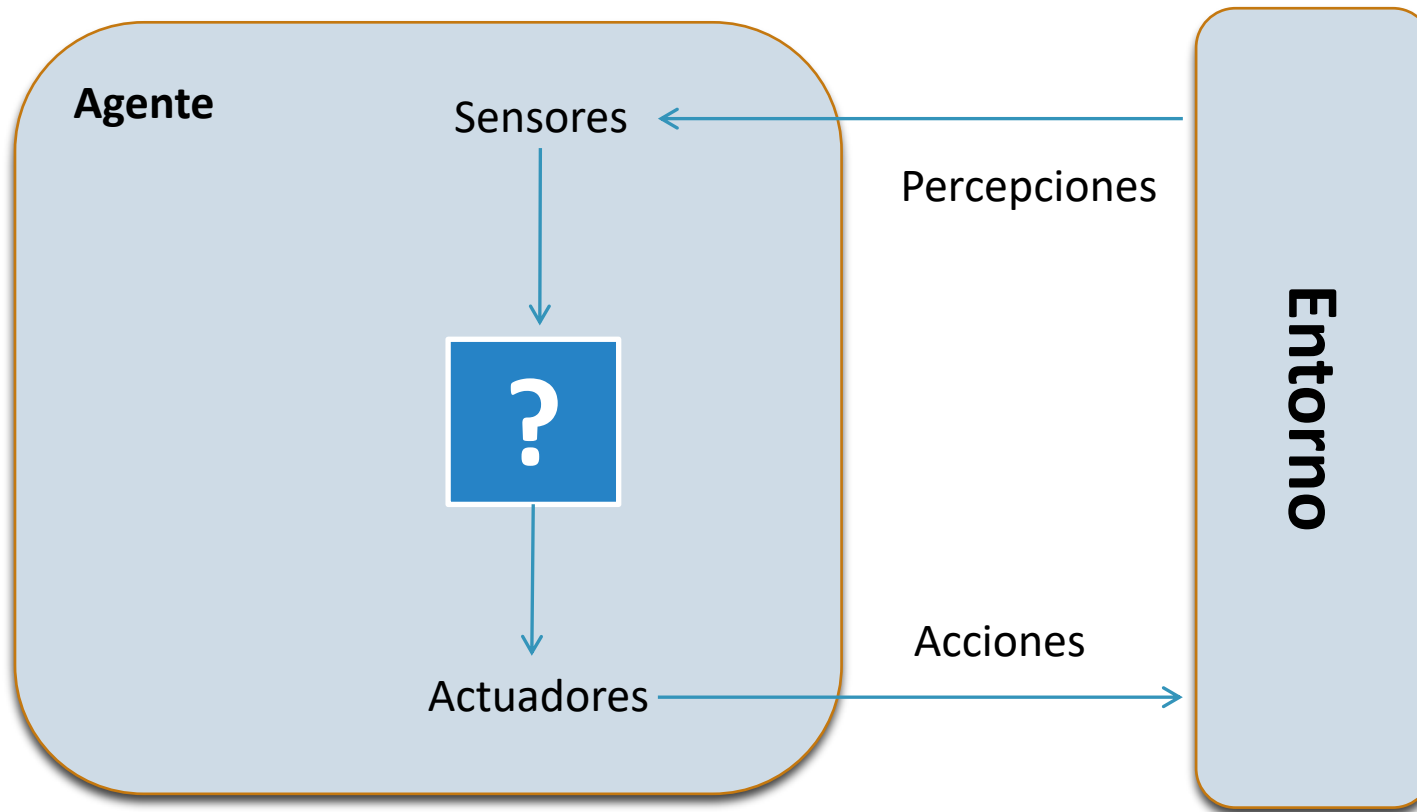 Agente
Sensores
Percepciones
?
Entorno
Acciones
Actuadores